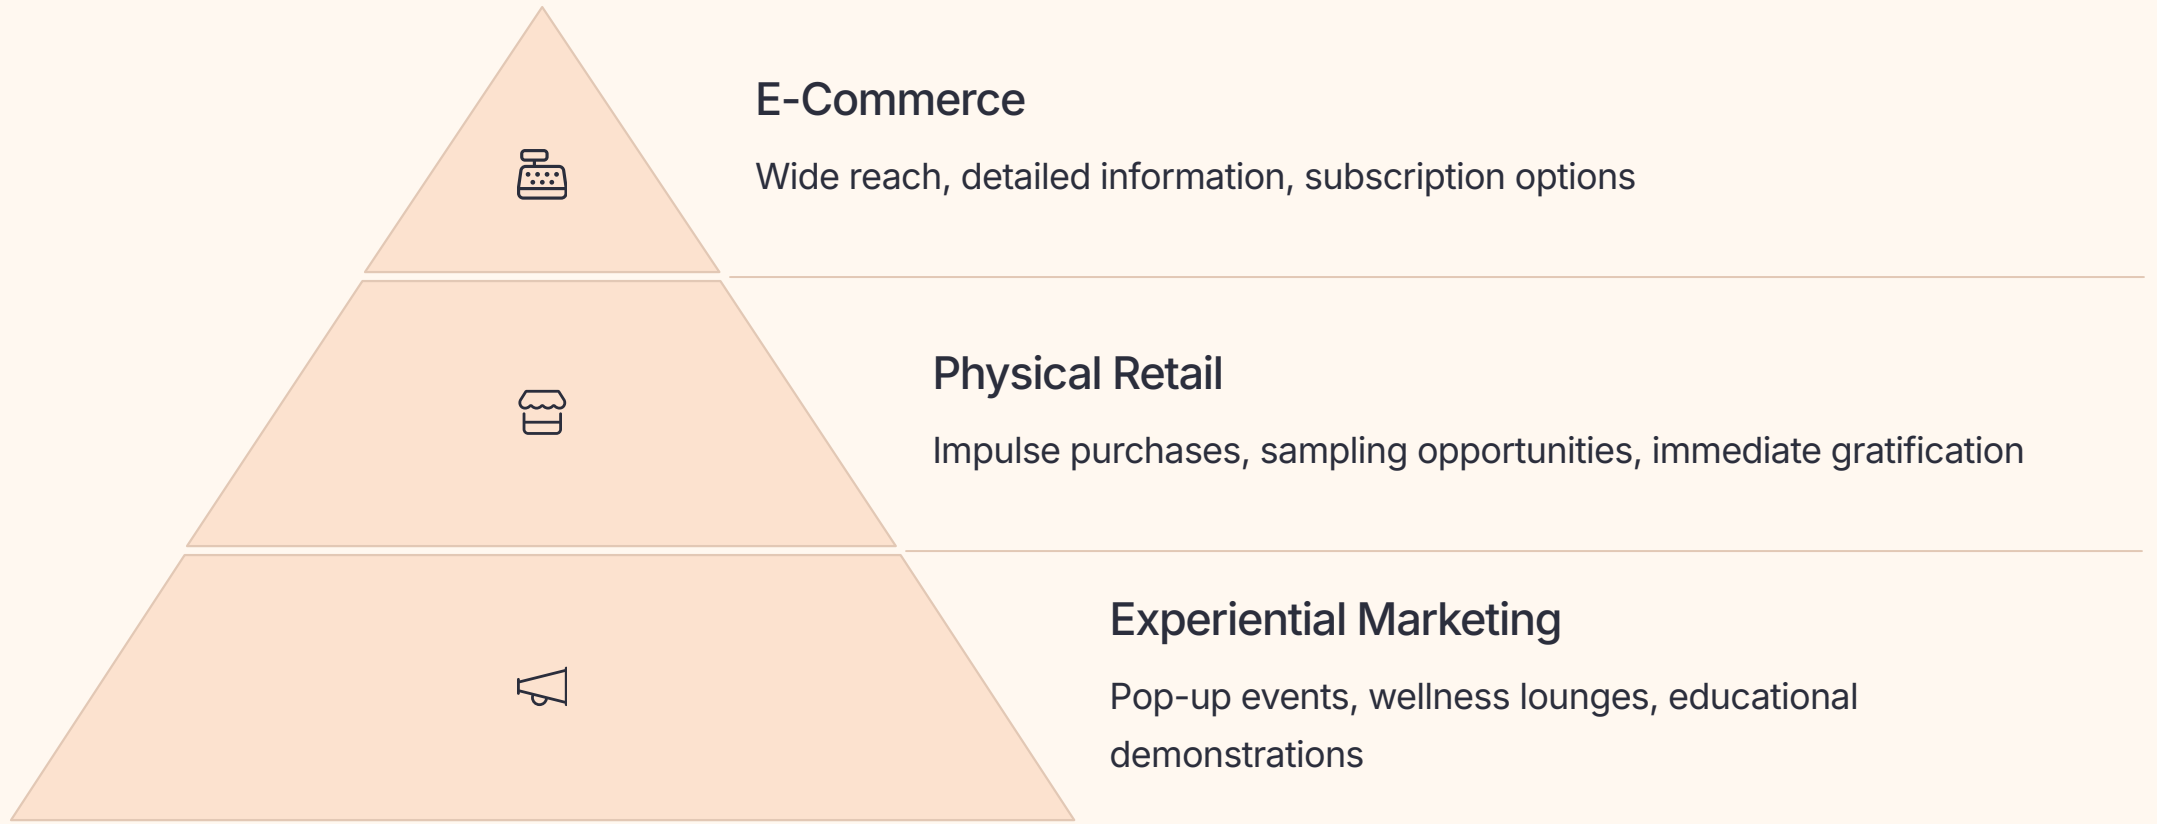 E-Commerce
Wide reach, detailed information, subscription options
Physical Retail
Impulse purchases, sampling opportunities, immediate gratification
Experiential Marketing
Pop-up events, wellness lounges, educational
demonstrations